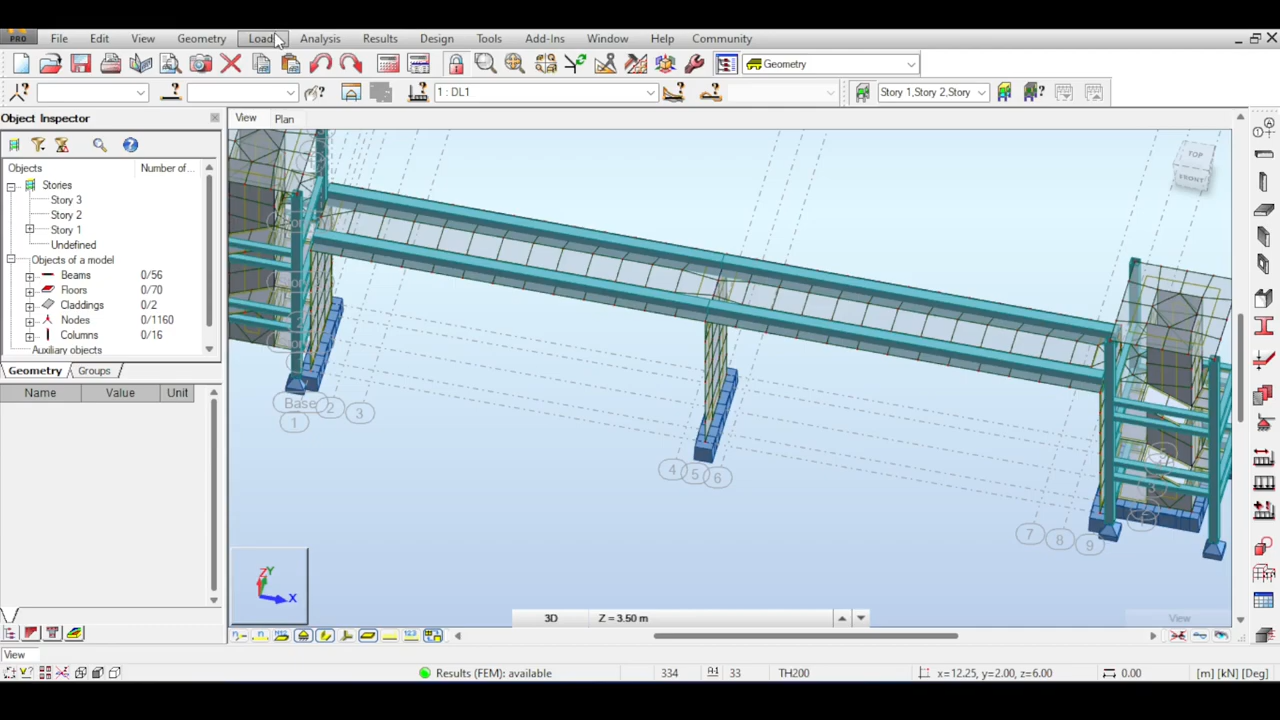 PRO
File Edit View Geometry Loads Analysis Results Design Tools Add-Ins Window Help Community
Geometry
1 : DL1
Story 1,Story 2,Story
Object Inspector
View Plan
Objects Number of...
Stories
Story 3
Story 2
Story 1
Undefined
Objects of a model
Beams 0/56
Floors 0/70
Claddings 0/2
Nodes 0/1160
Columns 0/16
Auxiliary objects
Geometry Groups
Name Value Unit
TOP
FRONT
Base 2 3
1
4 5 6
7 8 9
Z Y
X
3D Z = 3.50 m
View
View
Results (FEM): available 334 33 TH200 x=12.25, y=2.00, z=6.00 0.00 [m] [kN] [Deg]